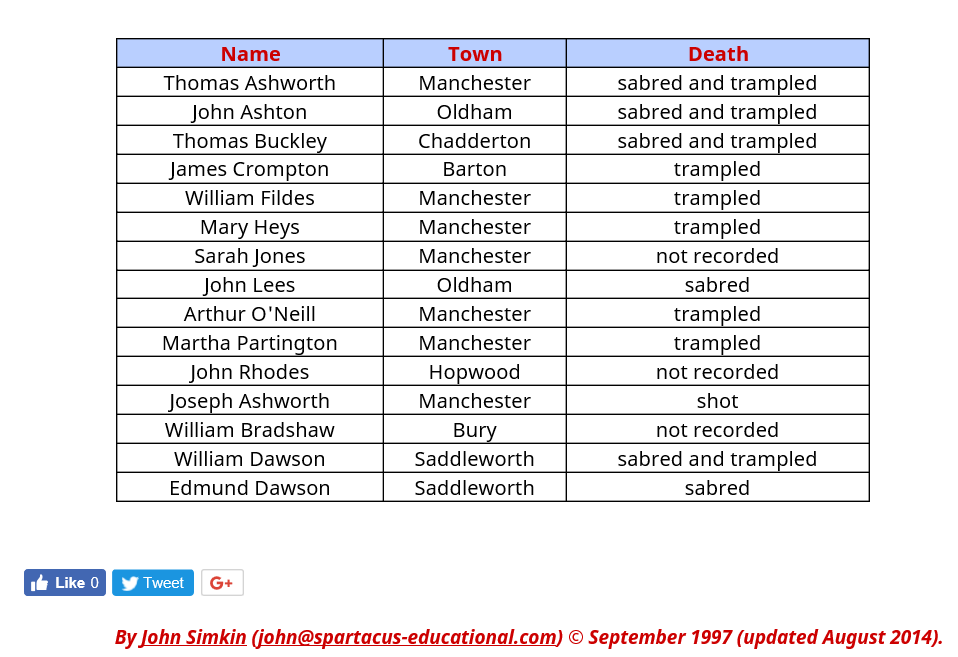 Name Town Death
Thomas Ashworth Manchester sabred and trampled
John Ashton Oldham sabred and trampled
Thomas Buckley Chadderton sabred and trampled
James Crompton Barton trampled
William Fildes Manchester trampled
Mary Heys Manchester trampled
Sarah Jones Manchester not recorded
John Lees Oldham sabred
Arthur O'Neill Manchester trampled
Martha Partington Manchester trampled
John Rhodes Hopwood not recorded
Joseph Ashworth Manchester shot
William Bradshaw Bury not recorded
William Dawson Saddleworth sabred and trampled
Edmund Dawson Saddleworth sabred
Like 0 Tweet G+
By John Simkin (john@spartacus-educational.com) © September 1997 (updated August 2014).